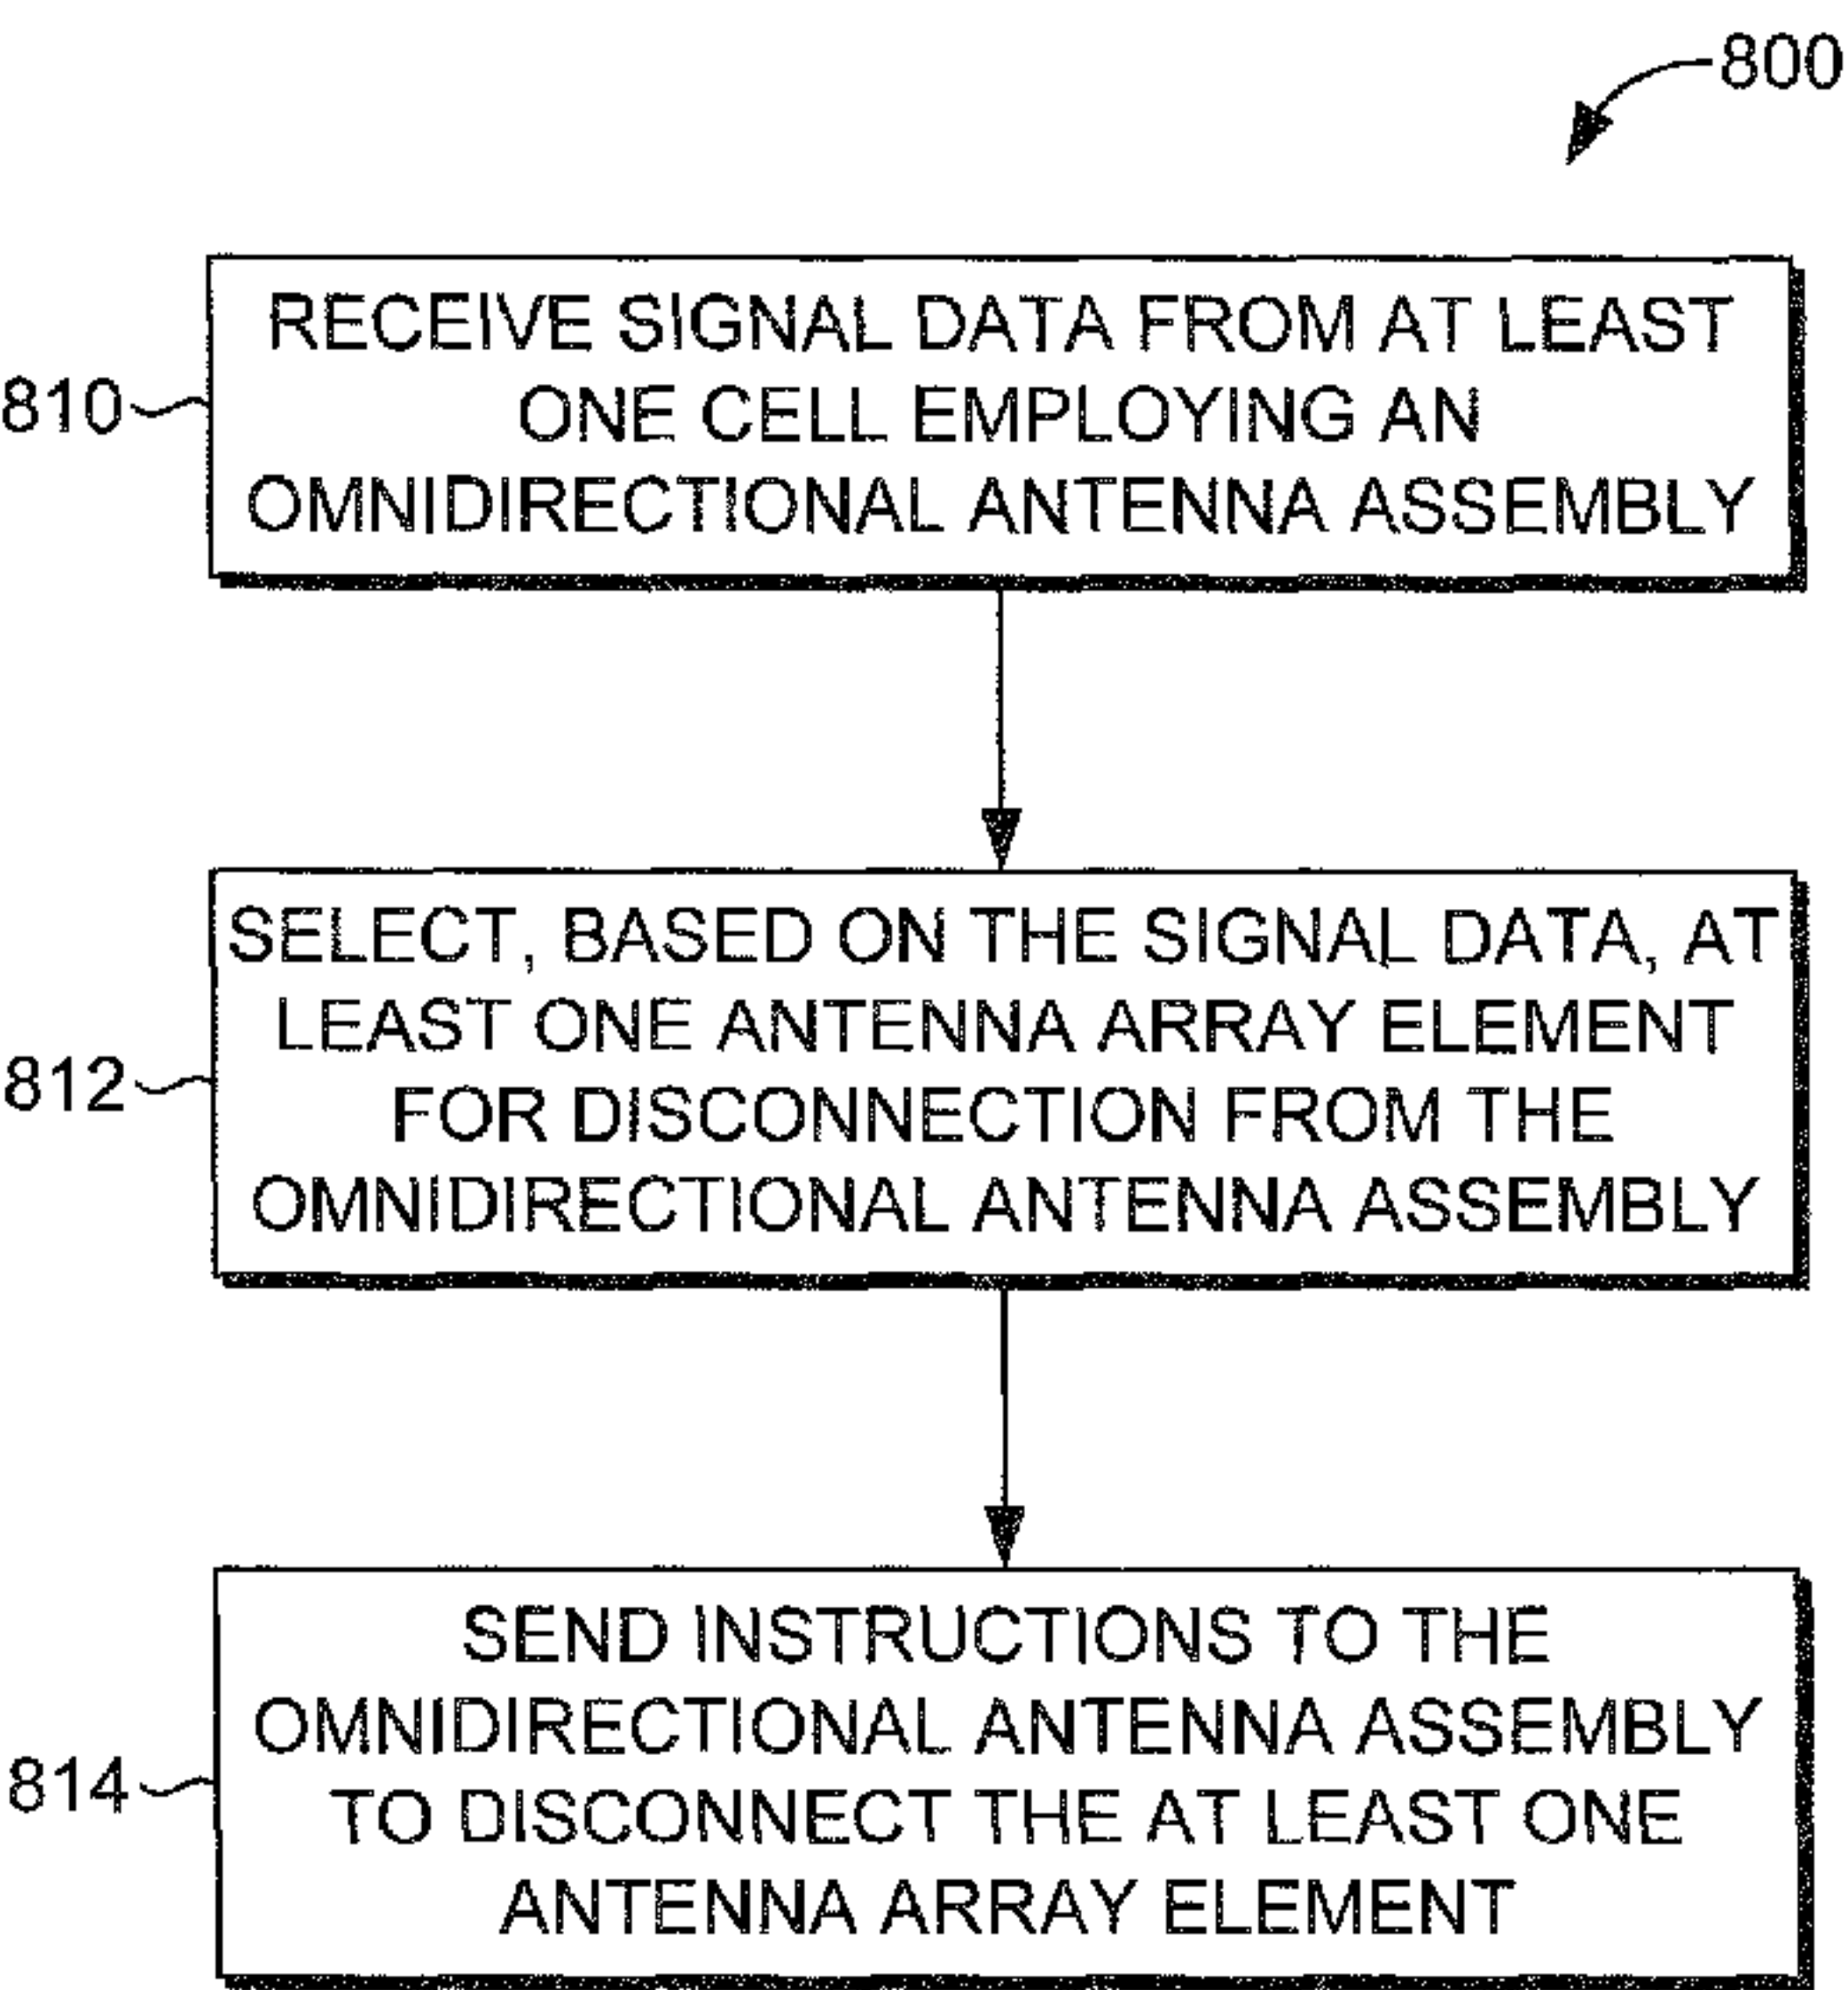 800
RECEIVE SIGNAL DATA FROM AT LEAST
ONE CELL EMPLOYING AN
OMNIDIRECTIONAL ANTENNA ASSEMBLY
810
SELECT, BASED ON THE SIGNAL DATA, AT
LEAST ONE ANTENNA ARRAY ELEMENT
FOR DISCONNECTION FROM THE
OMNIDIRECTIONAL ANTENNA ASSEMBLY
812
SEND INSTRUCTIONS TO THE
OMNIDIRECTIONAL ANTENNA ASSEMBLY
TO DISCONNECT THE AT LEAST ONE
ANTENNA ARRAY ELEMENT
814